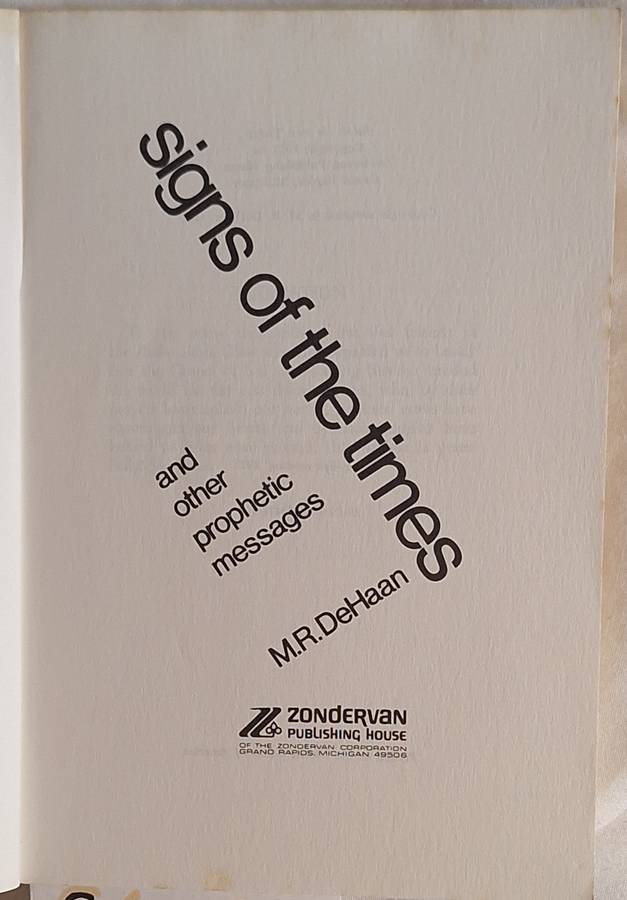 signs of the times
and
other
prophetic
messages
M.R.DeHaan
ZONDERVAN
PUBLISHING HOUSE
OF THE ZONDERVAN CORPORATION
GRAND RAPIDS, MICHIGAN 49506